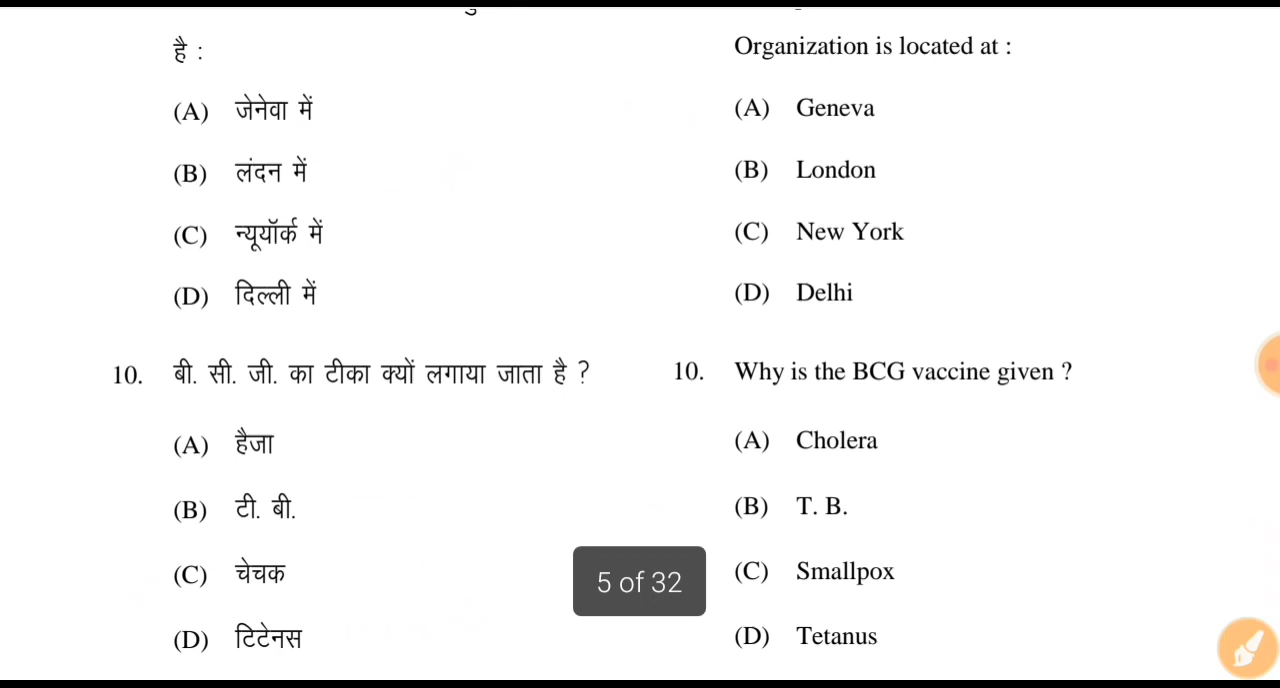 है :
(A) जेनेवा में
(B) लंदन में
(C) न्यूयॉर्क में
(D) दिल्ली में
10. बी. सी. जी. का टीका क्यों लगाया जाता है ?
(A) हैजा
(B) टी. बी.
(C) चेचक
(D) टिटेनस
Organization is located at :
(A) Geneva
(B) London
(C) New York
(D) Delhi
10. Why is the BCG vaccine given ?
(A) Cholera
(B) T. B.
(C) Smallpox
(D) Tetanus
5 of 32